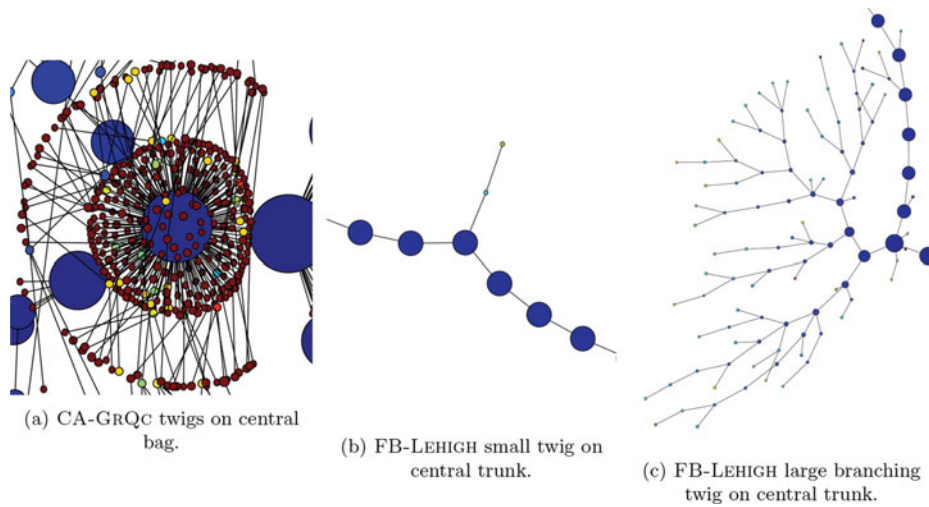 (a) CA-GRQC twigs on central
bag.
(b) FB-LEHIGH small twig on
central trunk.
(c) FB-LEHIGH large branching
twig on central trunk.